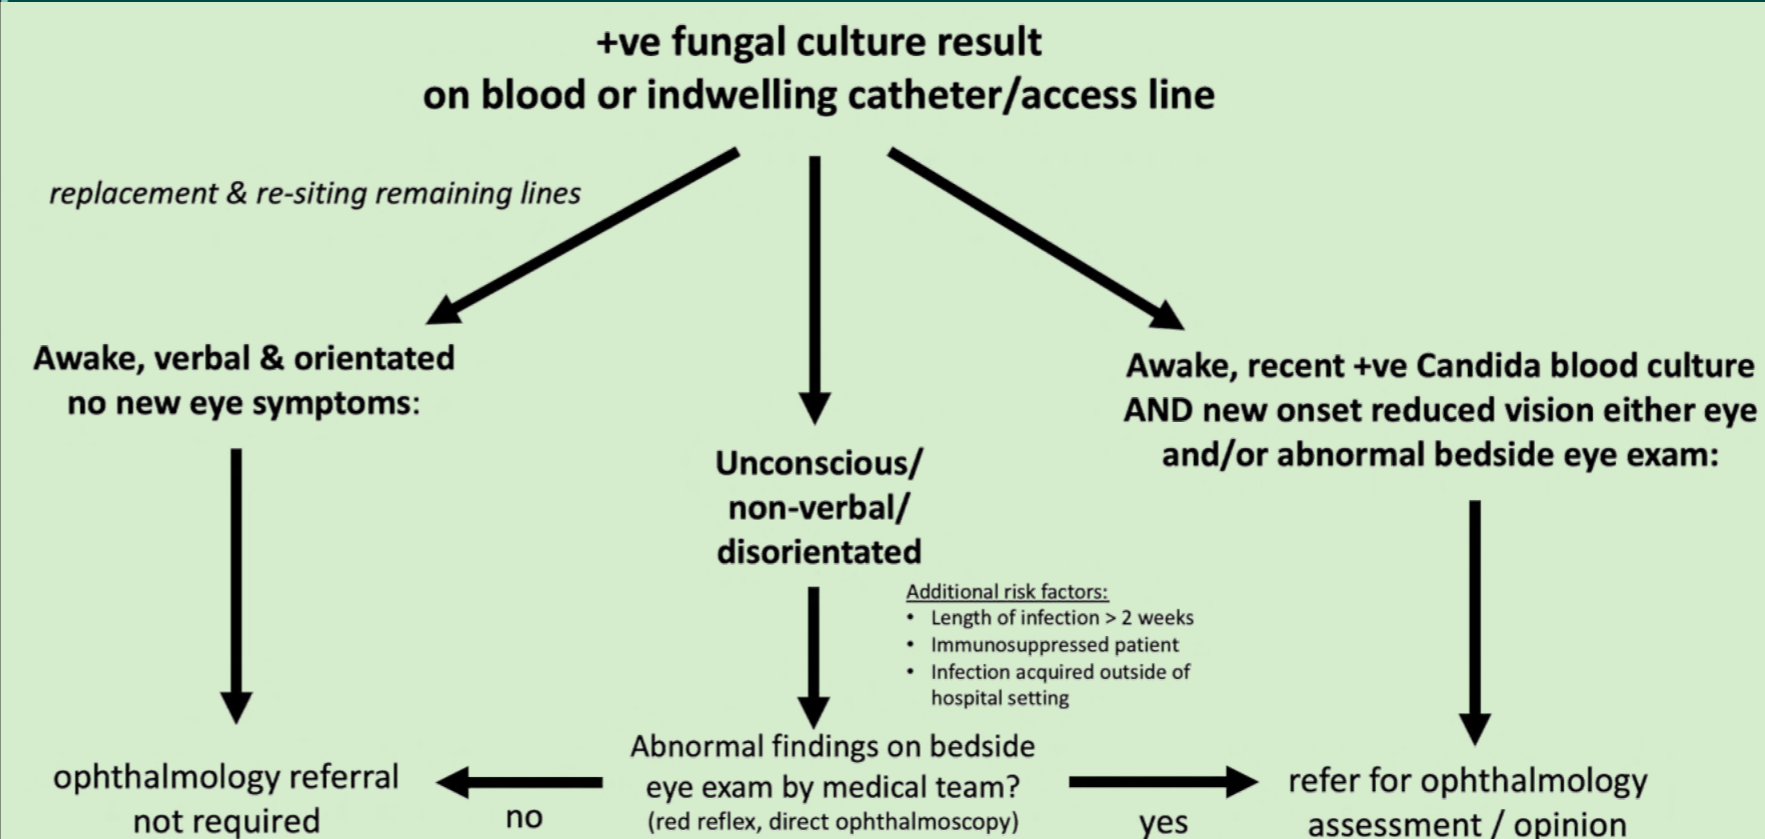 +ve fungal culture result
on blood or indwelling catheter/access line
replacement & re-siting remaining lines
Awake, verbal & orientated
no new eye symptoms:
Unconscious/
non-verbal/
disorientated
Awake, recent +ve Candida blood culture
AND new onset reduced vision either eye
and/or abnormal bedside eye exam:
Additional risk factors:
• Length of infection > 2 weeks
• Immunosuppressed patient
• Infection acquired outside of
hospital setting
ophthalmology referral
not required
no
Abnormal findings on bedside
eye exam by medical team?
(red reflex, direct ophthalmoscopy)
yes
refer for ophthalmology
assessment / opinion